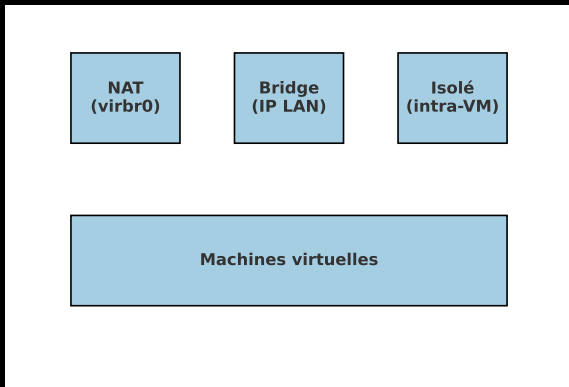 NAT
(virbr0)
Bridge
(IP LAN)
Isolé
(intra-VM)
Machines virtuelles